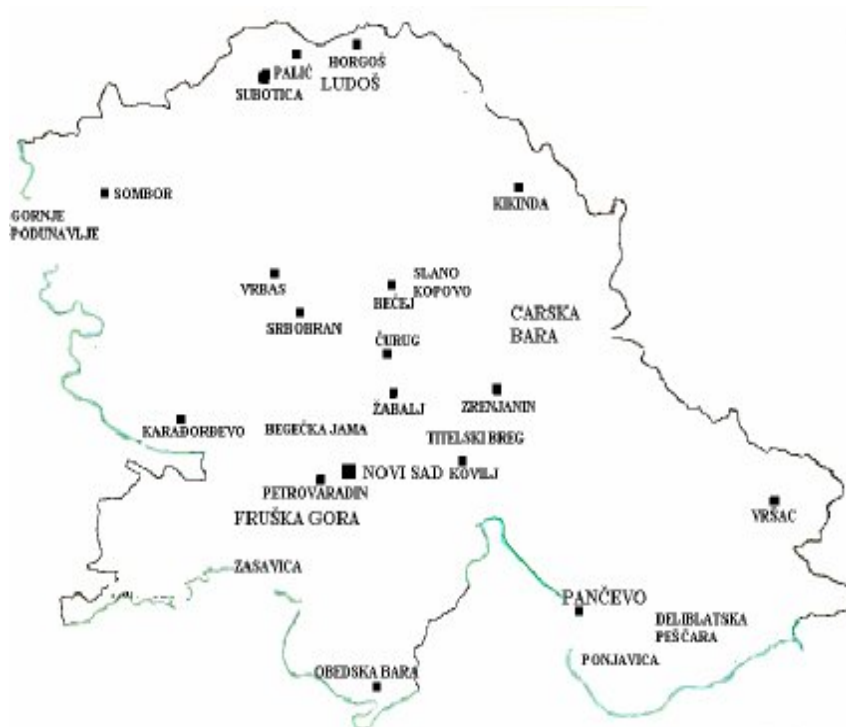 HORGOŠ
PALIĆ
LUDOŠ
SUBOTICA
SOMBOR
KIKINDA
GORNJE
PODUNAVLJE
SLANO
KOPOVO
VRBAS
BEČEJ
SRBOBRAN
CARSKA
BARA
ČURUG
ŽABALJ
ZRENJANIN
KARAĐORĐEVO
BEGEČKA JAMA
TITELSKI BREG
NOVI SAD
KOVILJ
PETROVARADIN
FRUŠKA GORA
VRŠAC
ZASAVICA
PANČEVO
DELIBLATSKA
PEŠČARA
PONJAVICA
OBEDSKA BARA